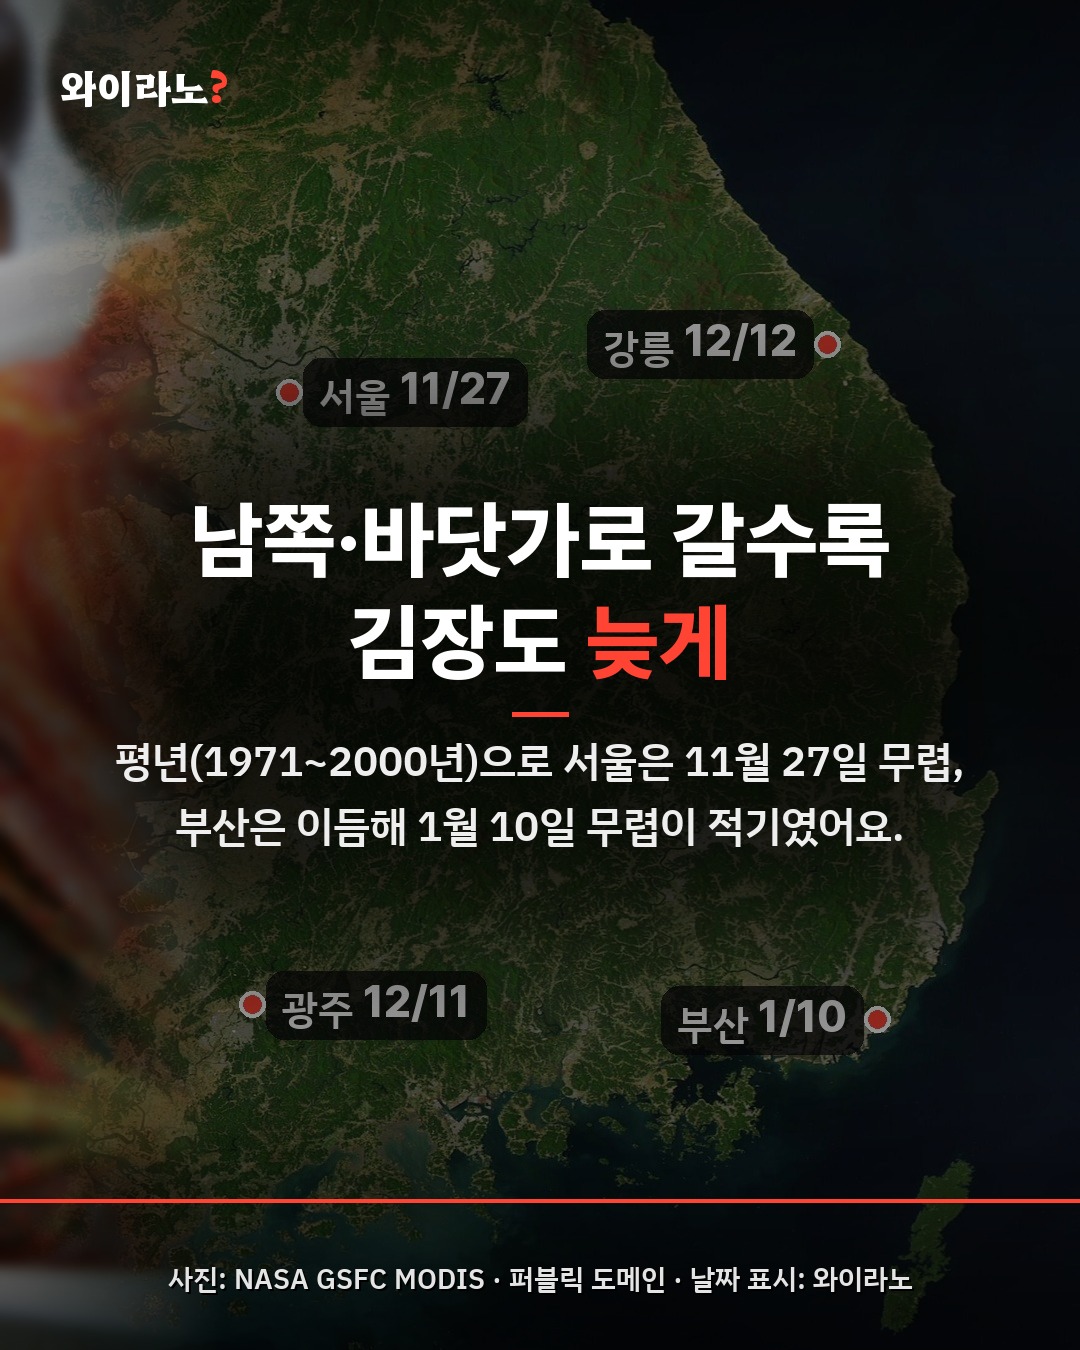 와이라노?
강릉 12/12
서울 11/27
남쪽·바닷가로 갈수록
김장도 늦게
평년(1971~2000년)으로 서울은 11월 27일 무렵,
부산은 이듬해 1월 10일 무렵이 적기였어요.
광주 12/11
부산 1/10
사진: NASA GSFC MODIS · 퍼블릭 도메인 · 날짜 표시: 와이라노